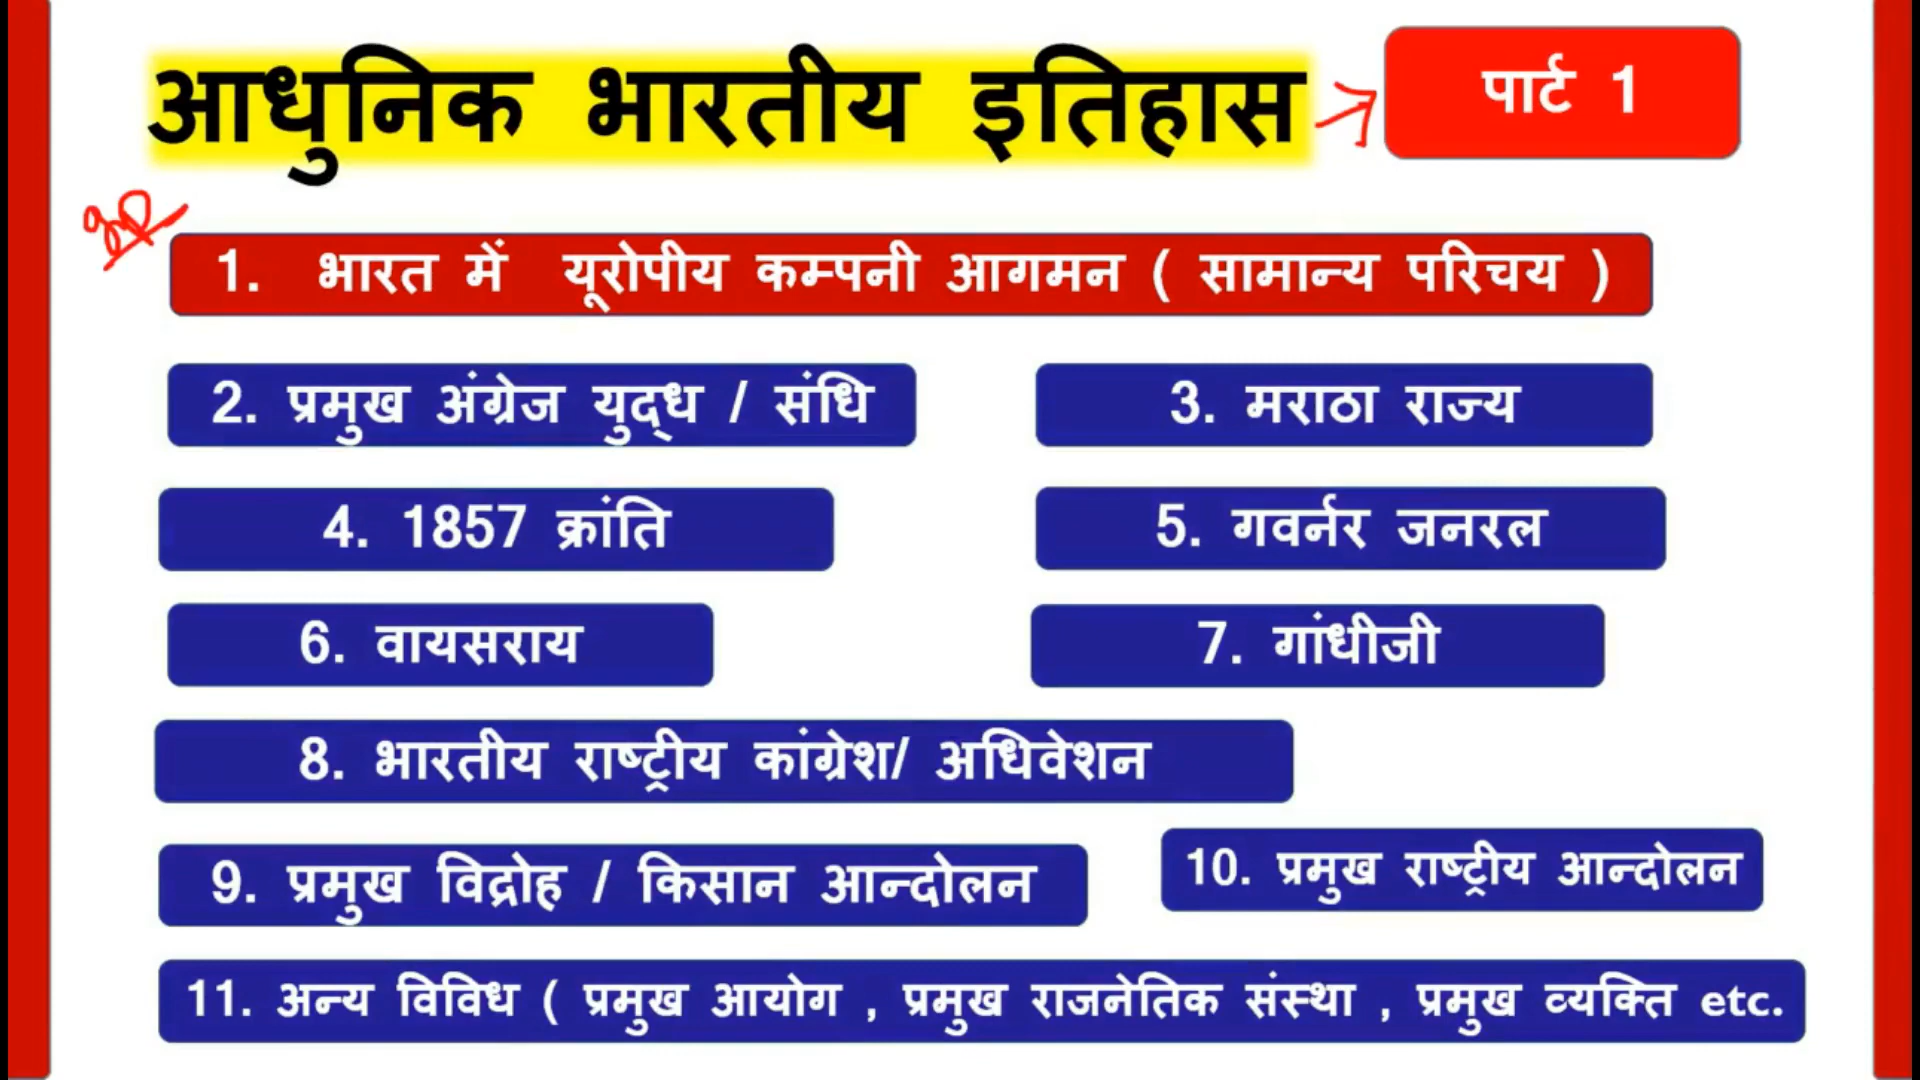 आधुनिक भारतीय इतिहास
पार्ट 1
1. भारत में यूरोपीय कम्पनी आगमन ( सामान्य परिचय )
2. प्रमुख अंग्रेज युद्ध / संधि
3. मराठा राज्य
4. 1857 क्रांति
5. गवर्नर जनरल
6. वायसराय
7. गांधीजी
8. भारतीय राष्ट्रीय कांग्रेश/ अधिवेशन
9. प्रमुख विद्रोह / किसान आन्दोलन
10. प्रमुख राष्ट्रीय आन्दोलन
11. अन्य विविध ( प्रमुख आयोग , प्रमुख राजनेतिक संस्था , प्रमुख व्यक्ति etc.